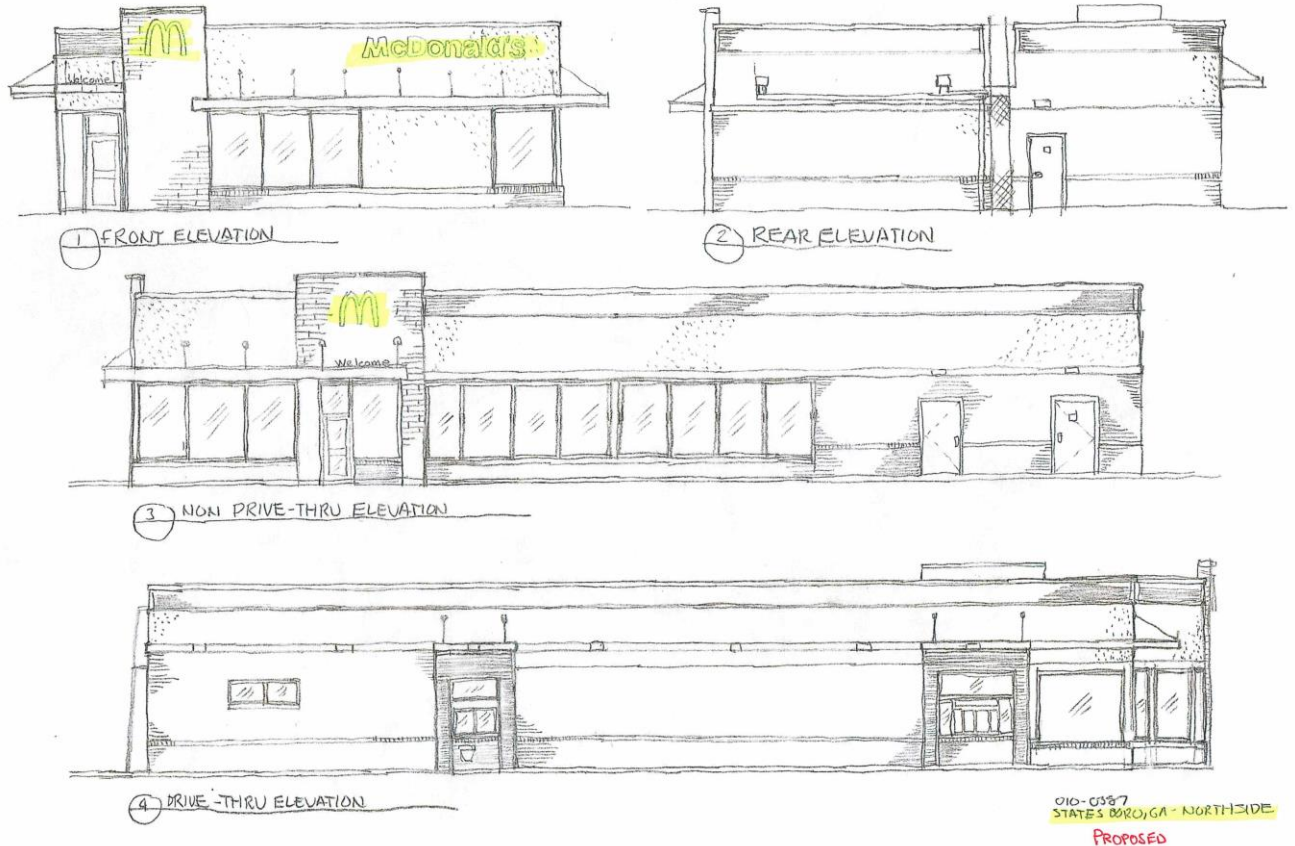 M
McDonald's
Welcome
1 FRONT ELEVATION
2 REAR ELEVATION
M
Welcome
3 NON DRIVE-THRU ELEVATION
4 DRIVE-THRU ELEVATION
STATESBORO, GA - NORTHSIDE
PROPOSED